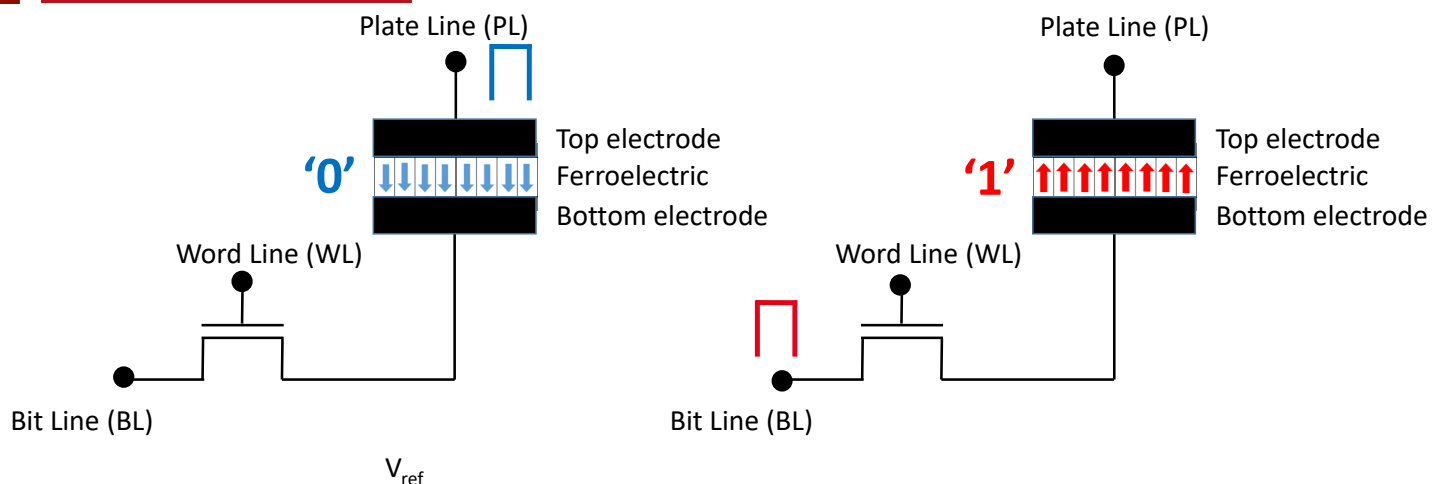 Plate Line (PL)
‘0’
Top electrode
Ferroelectric
Bottom electrode
Word Line (WL)
Bit Line (BL)
V_ref
Plate Line (PL)
‘1’
Top electrode
Ferroelectric
Bottom electrode
Word Line (WL)
Bit Line (BL)